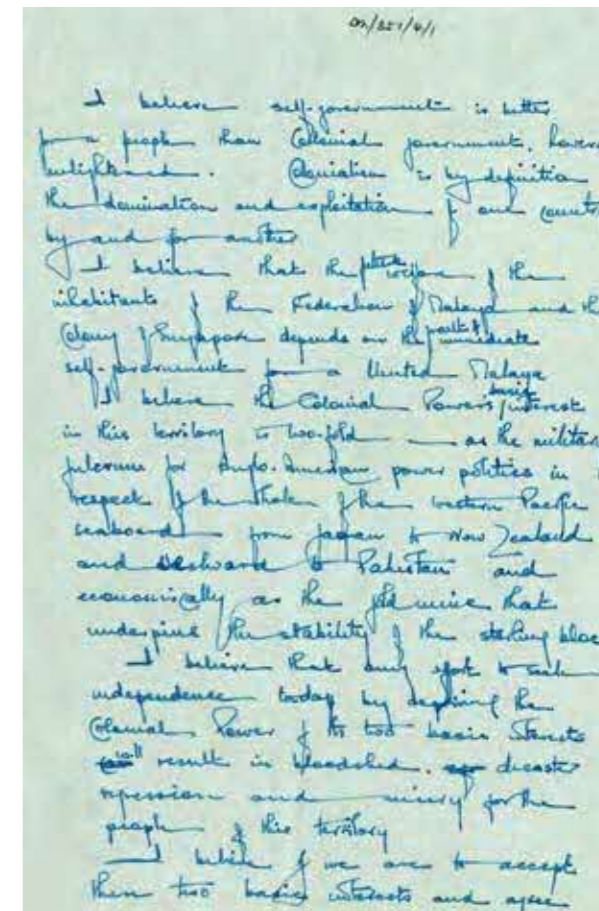 I believe self-government is better
for a people than Colonial government, howev
enlightened. Colonialism is by definition
the domination and exploitation of one countr
by and for another
I believe that the future welfare of the
inhabitants of the Federation of Malaya and th
Colony of Singapore depends on the grant of immediate
self-government for a United Malaya
I believe the Colonial Power's basic interest
in this territory is two-fold — as the militar
fulcrum for Anglo-American power politics in
respect of the whole of the western Pacific
seaboard from Japan to New Zealand
and westward to Pakistan and
economically as the gold mine that
underpins the stability of the sterling bloc
I believe that any effort to seek
independence today by depriving the
Colonial Power of its two basic interests
will result in bloodshed, disaster
repression and misery for the
people of this territory
I believe if we are to accept
these two basic interests and agree